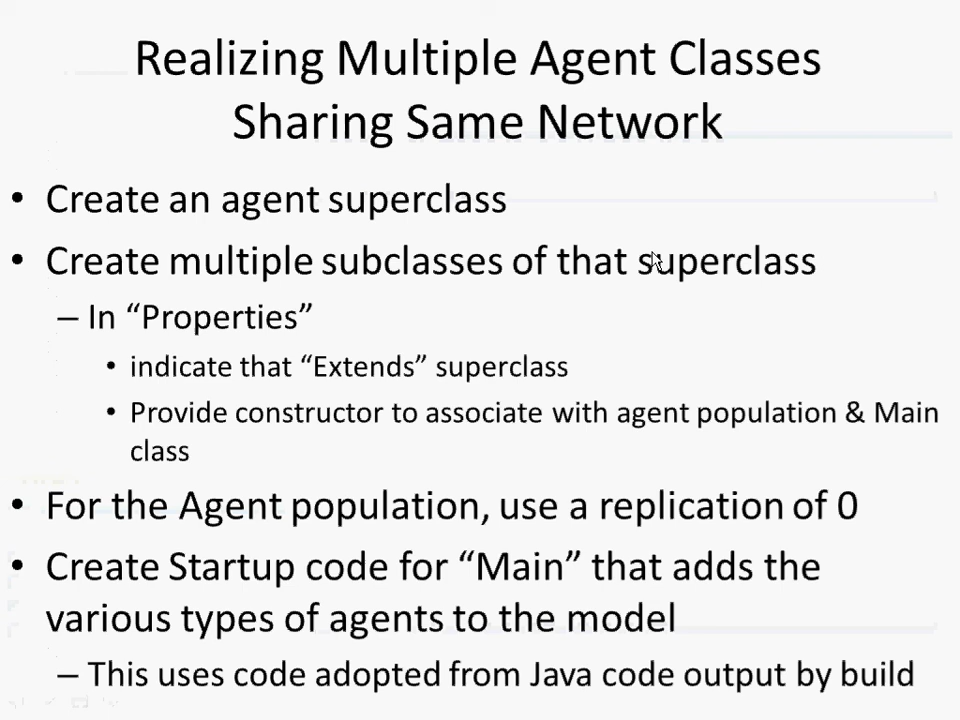 Realizing Multiple Agent Classes
Sharing Same Network
• Create an agent superclass
• Create multiple subclasses of that superclass
– In “Properties”
• indicate that “Extends” superclass
• Provide constructor to associate with agent population & Main
class
• For the Agent population, use a replication of 0
• Create Startup code for “Main” that adds the
various types of agents to the model
– This uses code adopted from Java code output by build